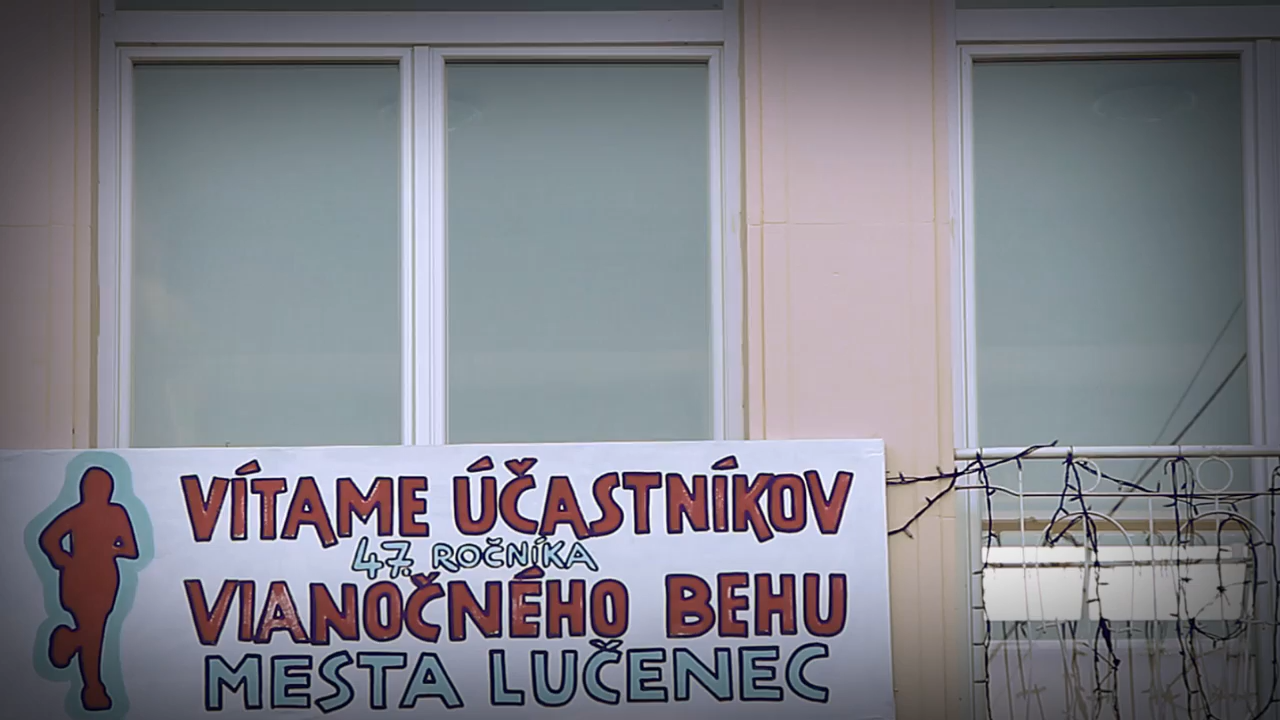 VÍTAME ÚČASTNÍKOV
47. ROČNÍKA
VIANOČNÉHO BEHU
MESTA LUČENEC